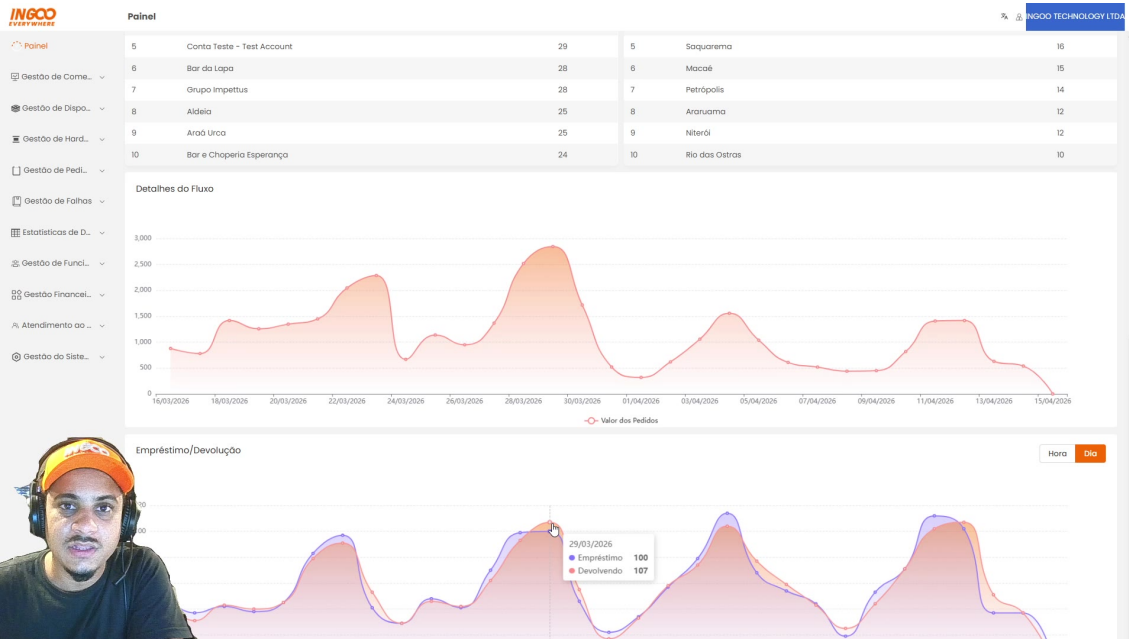 INGOO
EVERYWHERE
Painel
INGOO TECHNOLOGY LTDA
Painel
Gestão de Come...
Gestão de Dispo...
Gestão de Hard...
Gestão de Pedi...
Gestão de Falhas
Estatísticas de D...
Gestão de Funci...
Gestão Financei...
Atendimento ao ...
Gestão do Siste...
5 Conta Teste - Test Account 29
6 Bar da Lapa 28
7 Grupo Impettus 28
8 Aldeia 25
9 Araà Urca 25
10 Bar e Choperia Esperança 24
5 Saquarema 16
6 Macaé 15
7 Petrópolis 14
8 Araruama 12
9 Niterói 12
10 Rio das Ostras 10
Detalhes do Fluxo
3,000
2,500
2,000
1,500
1,000
500
0
16/03/2026 18/03/2026 20/03/2026 22/03/2026 24/03/2026 26/03/2026 28/03/2026 30/03/2026 01/04/2026 03/04/2026 05/04/2026 07/04/2026 09/04/2026 11/04/2026 13/04/2026 15/04/2026
Valor dos Pedidos
Empréstimo/Devolução
Hora Dia
29/03/2026
Empréstimo 100
Devolvendo 107
INGOO